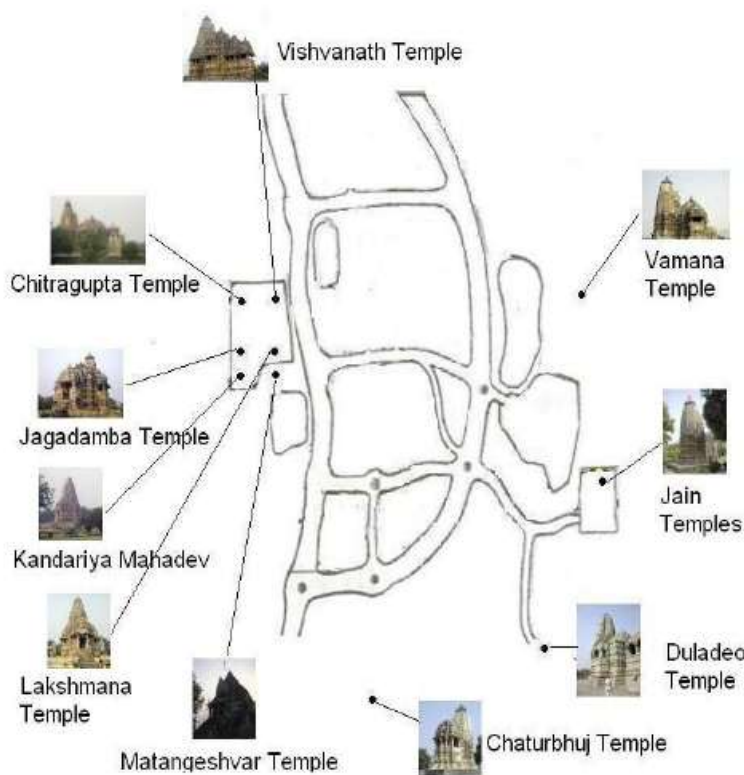 Vishvanath Temple
Chitragupta Temple
Vamana
Temple
Jagadamba Temple
Jain
Temples
Kandariya Mahadev
Lakshmana
Temple
Duladeo
Temple
Matangeshvar Temple
Chaturbhuj Temple